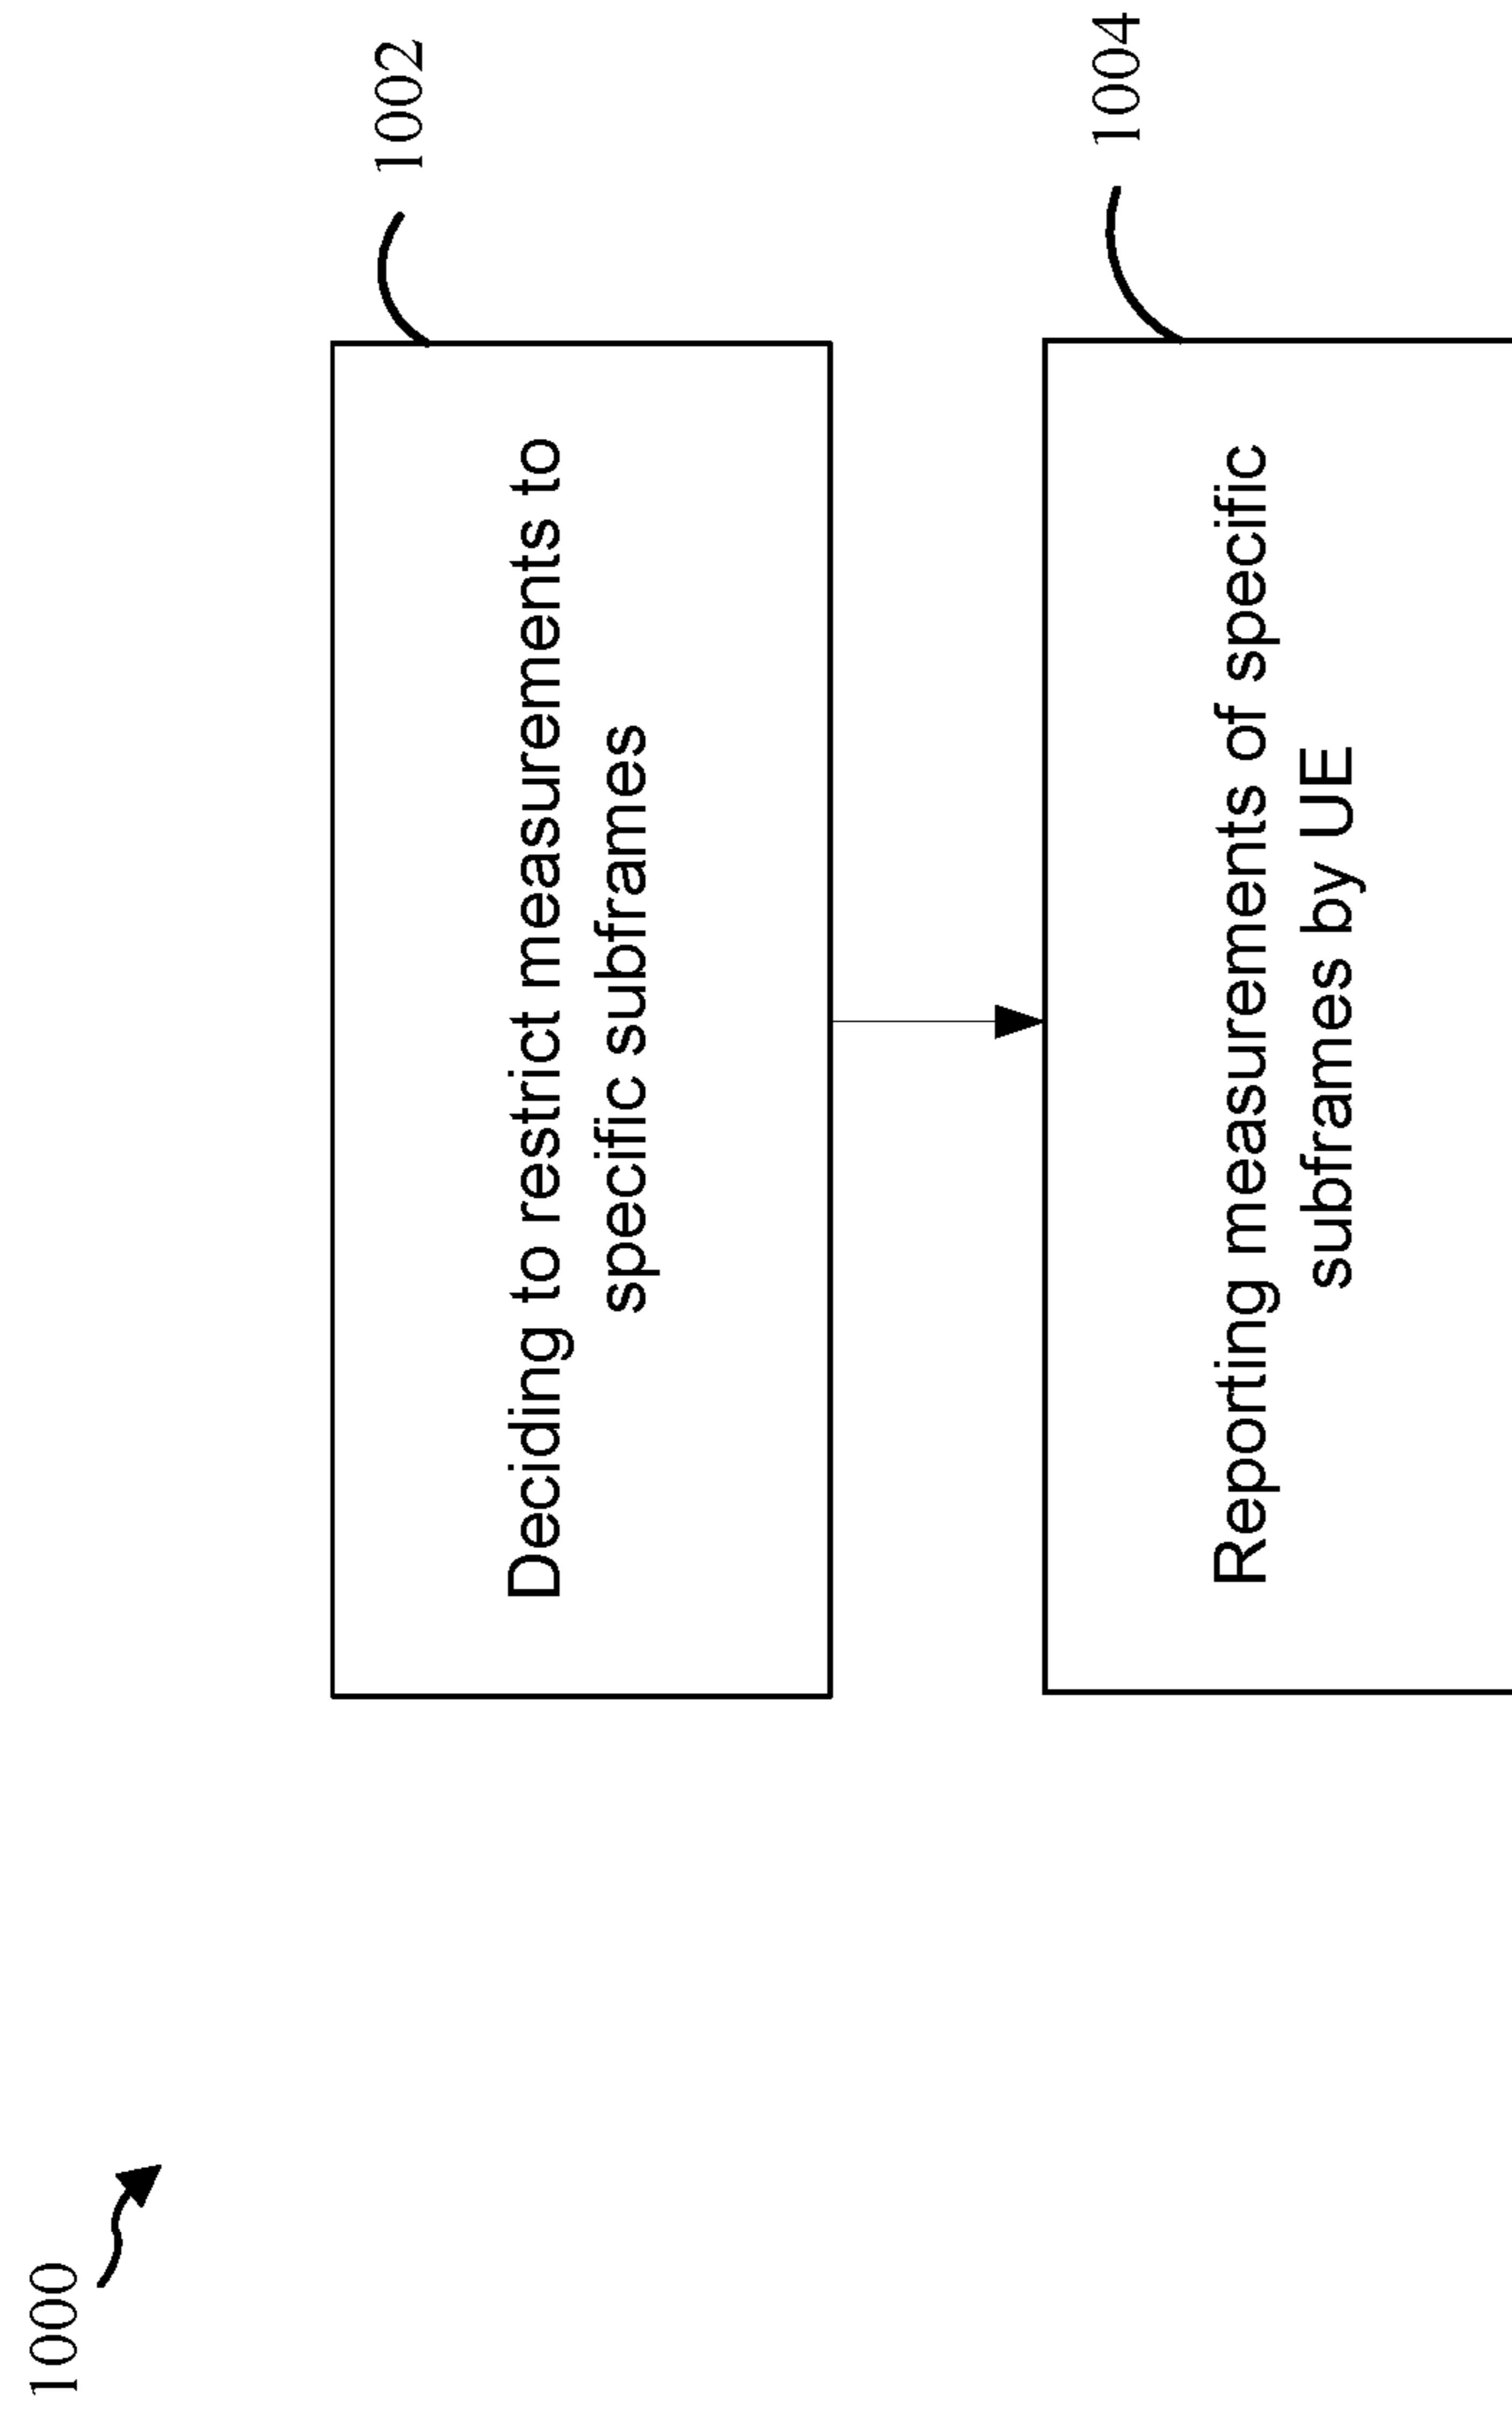 1000
1002
Deciding to restrict measurements to
specific subframes
1004
Reporting measurements of specific
subframes by UE